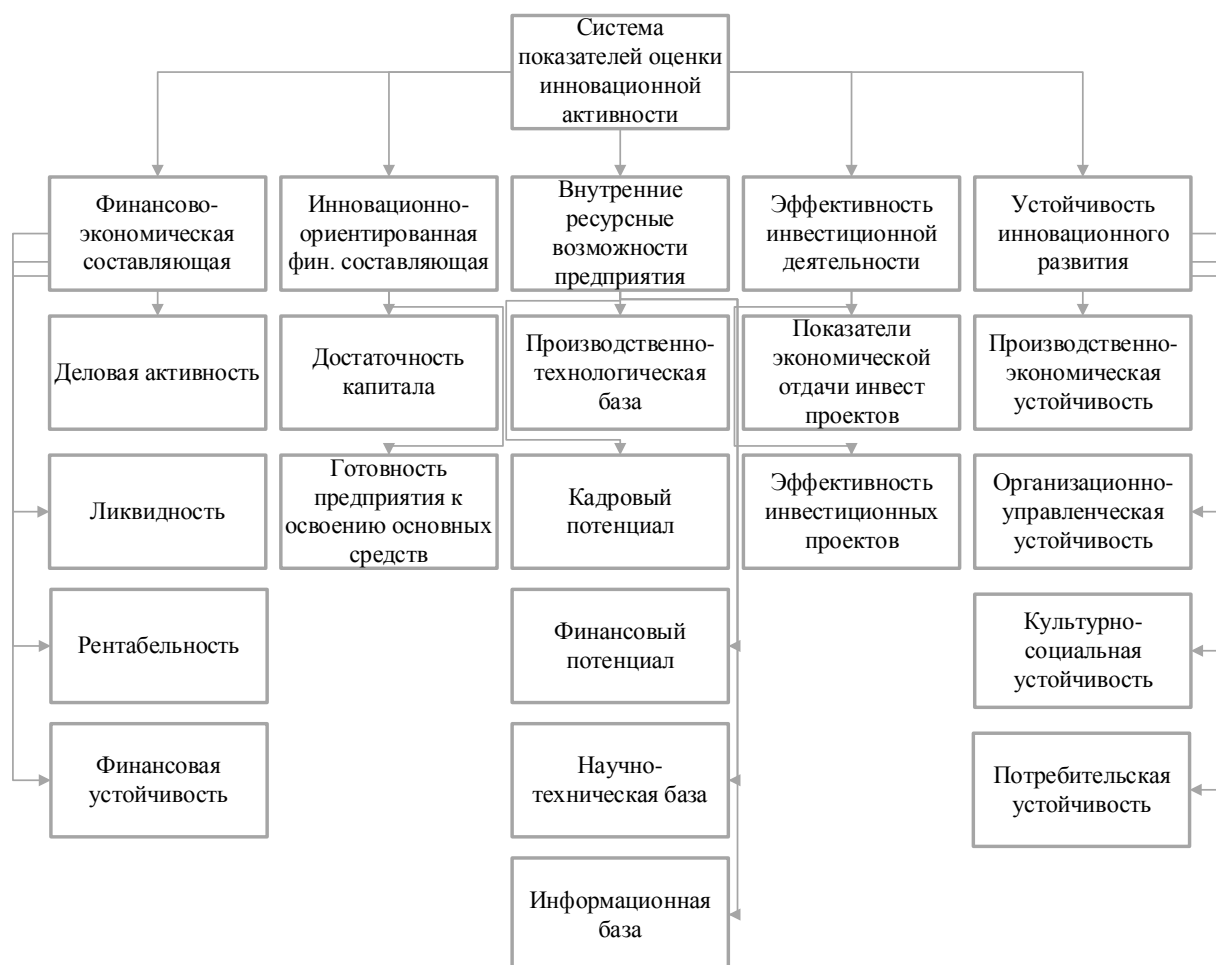 Система
показателей оценки
инновационной
активности
Финансово-
экономическая
составляющая
Инновационно-
ориентированная
фин. составляющая
Внутренние
ресурсные
возможности
предприятия
Эффективность
инвестиционной
деятельности
Устойчивость
инновационного
развития
Деловая активность
Достаточность
капитала
Производственно-
технологическая
база
Показатели
экономической
отдачи инвест
проектов
Производственно-
экономическая
устойчивость
Ликвидность
Готовность
предприятия к
освоению основных
средств
Кадровый
потенциал
Эффективность
инвестиционных
проектов
Организационно-
управленческая
устойчивость
Рентабельность
Финансовый
потенциал
Культурно-
социальная
устойчивость
Финансовая
устойчивость
Научно-
техническая база
Потребительская
устойчивость
Информационная
база